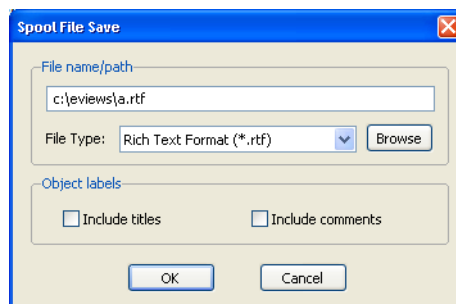 Spool File Save
File name/path
c:\eviews\a.rtf
File Type: Rich Text Format (*.rtf) Browse
Object labels
Include titles Include comments
OK Cancel